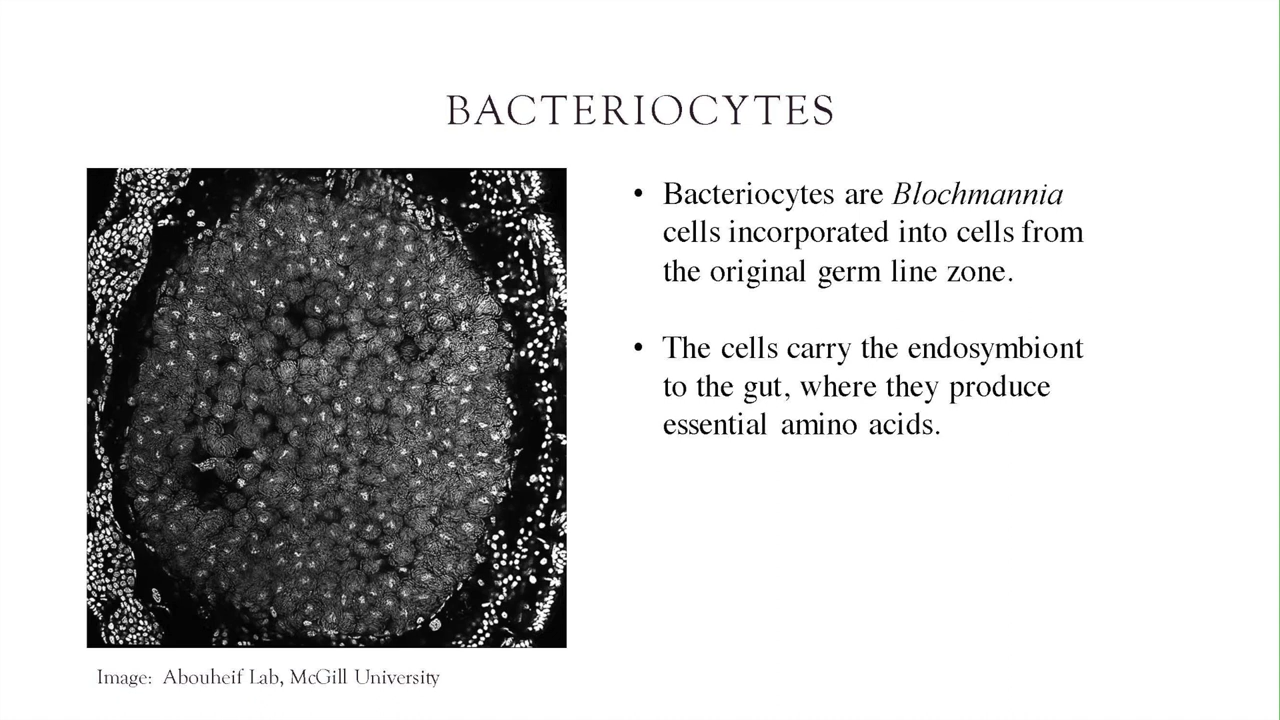 BACTERIOCYTES
• Bacteriocytes are Blochmannia
cells incorporated into cells from
the original germ line zone.
• The cells carry the endosymbiont
to the gut, where they produce
essential amino acids.
Image: Abouheif Lab, McGill University